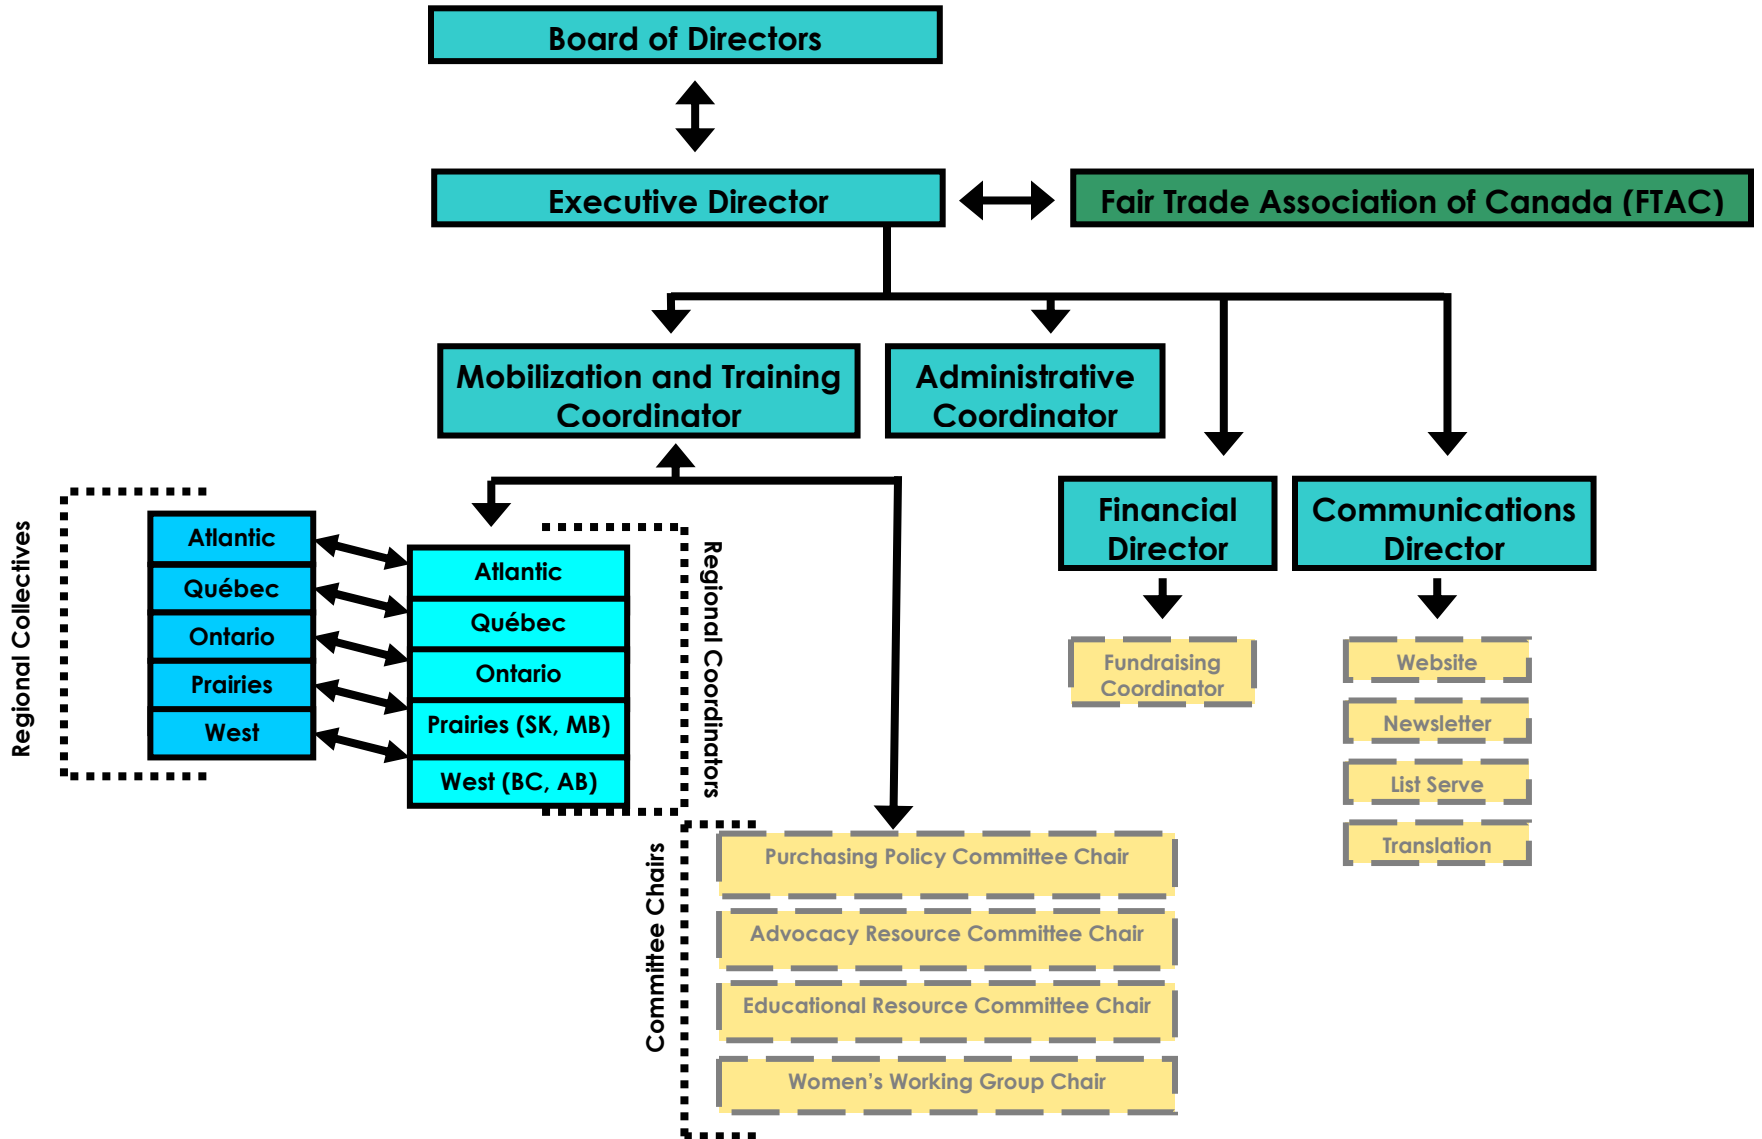 Board of Directors
Executive Director
Fair Trade Association of Canada (FTAC)
Mobilization and Training
Coordinator
Administrative
Coordinator
Financial
Director
Communications
Director
Regional Collectives
Atlantic
Québec
Ontario
Prairies
West
Atlantic
Québec
Ontario
Prairies (SK, MB)
West (BC, AB)
Regional Coordinators
Fundraising
Coordinator
Website
Newsletter
List Serve
Translation
Committee Chairs
Purchasing Policy Committee Chair
Advocacy Resource Committee Chair
Educational Resource Committee Chair
Women’s Working Group Chair